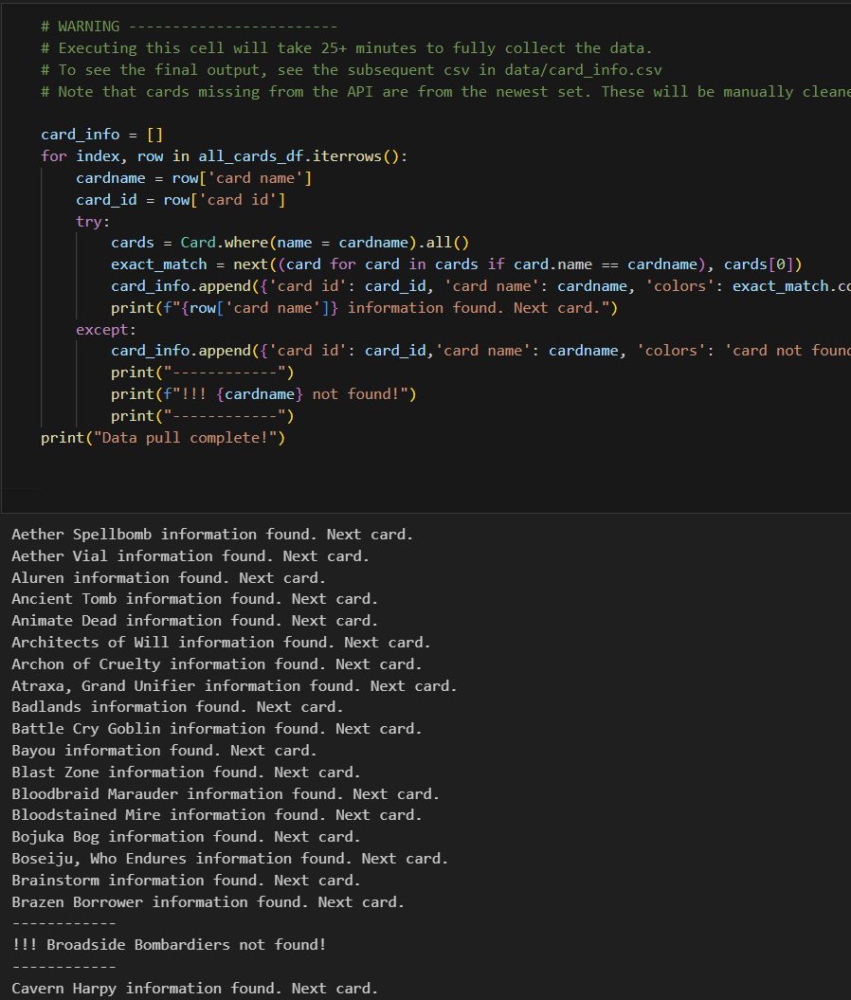 # WARNING ------------------------
# Executing this cell will take 25+ minutes to fully collect the data.
# To see the final output, see the subsequent csv in data/card_info.csv
# Note that cards missing from the API are from the newest set. These will be manually cleane
card_info = []
for index, row in all_cards_df.iterrows():
    cardname = row['card name']
    card_id = row['card id']
    try:
        cards = Card.where(name = cardname).all()
        exact_match = next((card for card in cards if card.name == cardname), cards[0])
        card_info.append({'card id': card_id, 'card name': cardname, 'colors': exact_match.co
        print(f"{row['card name']} information found. Next card.")
    except:
        card_info.append({'card id': card_id,'card name': cardname, 'colors': 'card not foun
        print("------------")
        print(f"!!! {cardname} not found!")
        print("------------")
print("Data pull complete!")
Aether Spellbomb information found. Next card.
Aether Vial information found. Next card.
Aluren information found. Next card.
Ancient Tomb information found. Next card.
Animate Dead information found. Next card.
Architects of Will information found. Next card.
Archon of Cruelty information found. Next card.
Atraxa, Grand Unifier information found. Next card.
Badlands information found. Next card.
Battle Cry Goblin information found. Next card.
Bayou information found. Next card.
Blast Zone information found. Next card.
Bloodbraid Marauder information found. Next card.
Bloodstained Mire information found. Next card.
Bojuka Bog information found. Next card.
Boseiju, Who Endures information found. Next card.
Brainstorm information found. Next card.
Brazen Borrower information found. Next card.
------------
!!! Broadside Bombardiers not found!
------------
Cavern Harpy information found. Next card.